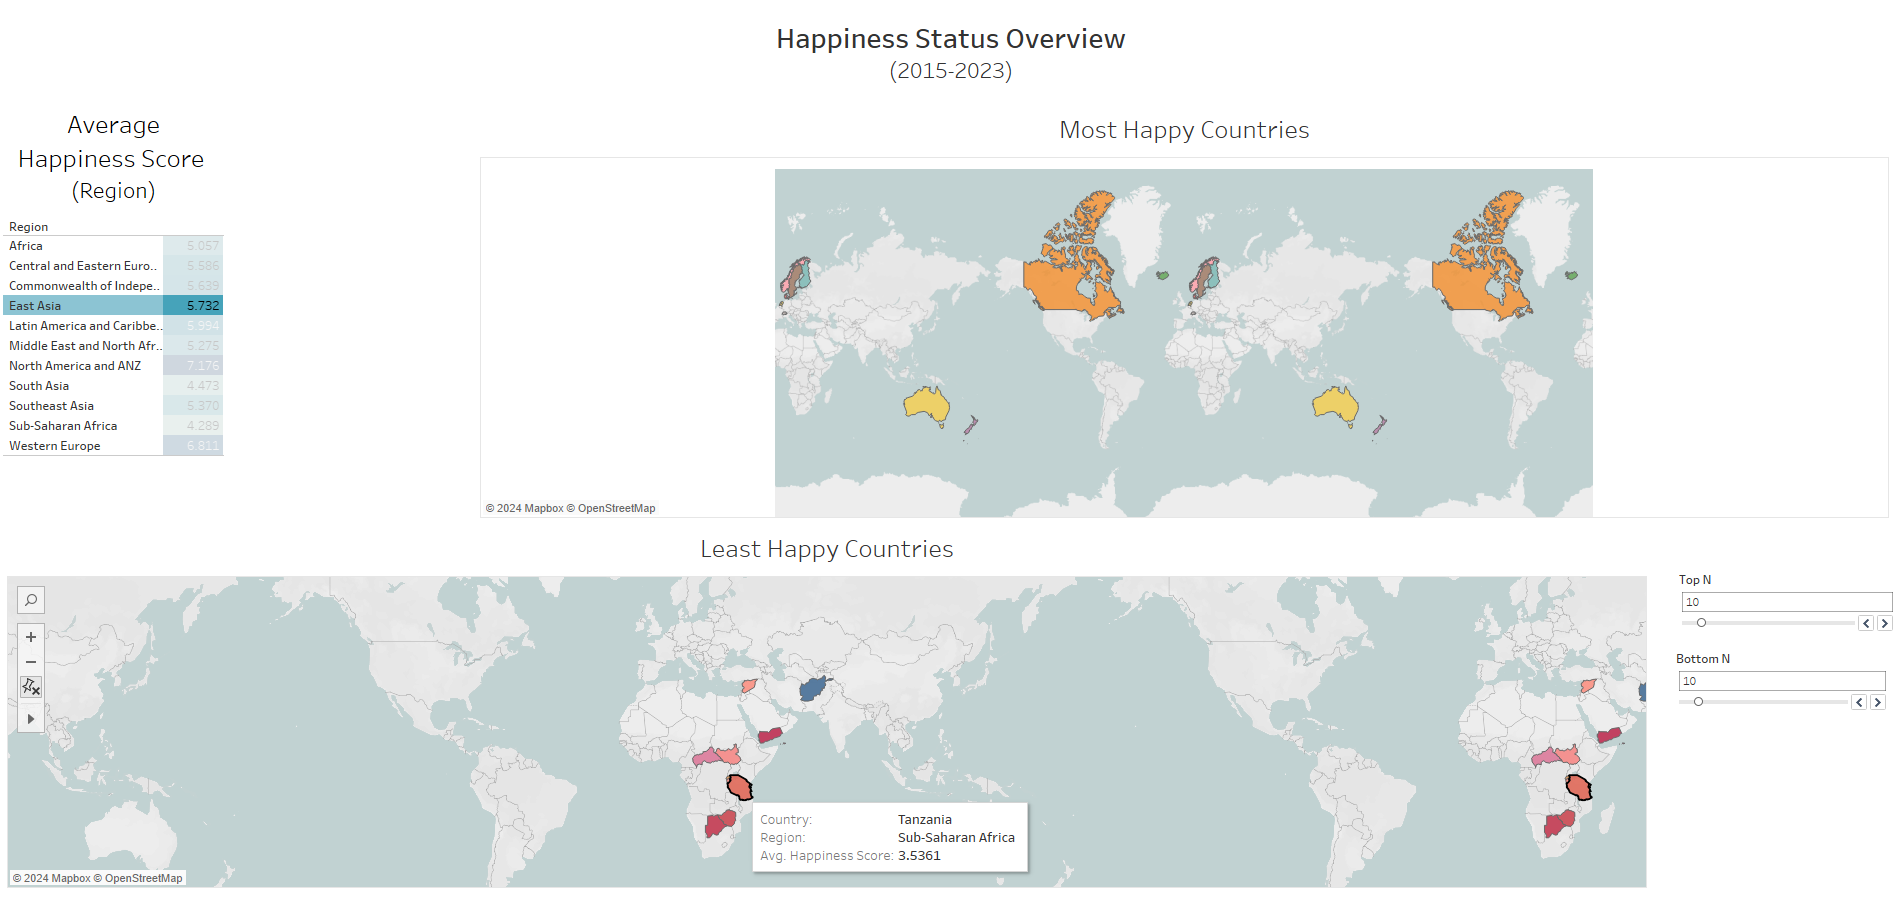 Happiness Status Overview
(2015-2023)
Average
Happiness Score
(Region)
Region
Africa 5.057
Central and Eastern Euro.. 5.586
Commonwealth of Indepe.. 5.639
East Asia 5.732
Latin America and Caribbe.. 5.994
Middle East and North Afr.. 5.275
North America and ANZ 7.176
South Asia 4.473
Southeast Asia 5.370
Sub-Saharan Africa 4.289
Western Europe 6.811
Most Happy Countries
© 2024 Mapbox © OpenStreetMap
Least Happy Countries
Country: Tanzania
Region: Sub-Saharan Africa
Avg. Happiness Score: 3.5361
© 2024 Mapbox © OpenStreetMap
Top N
10
Bottom N
10